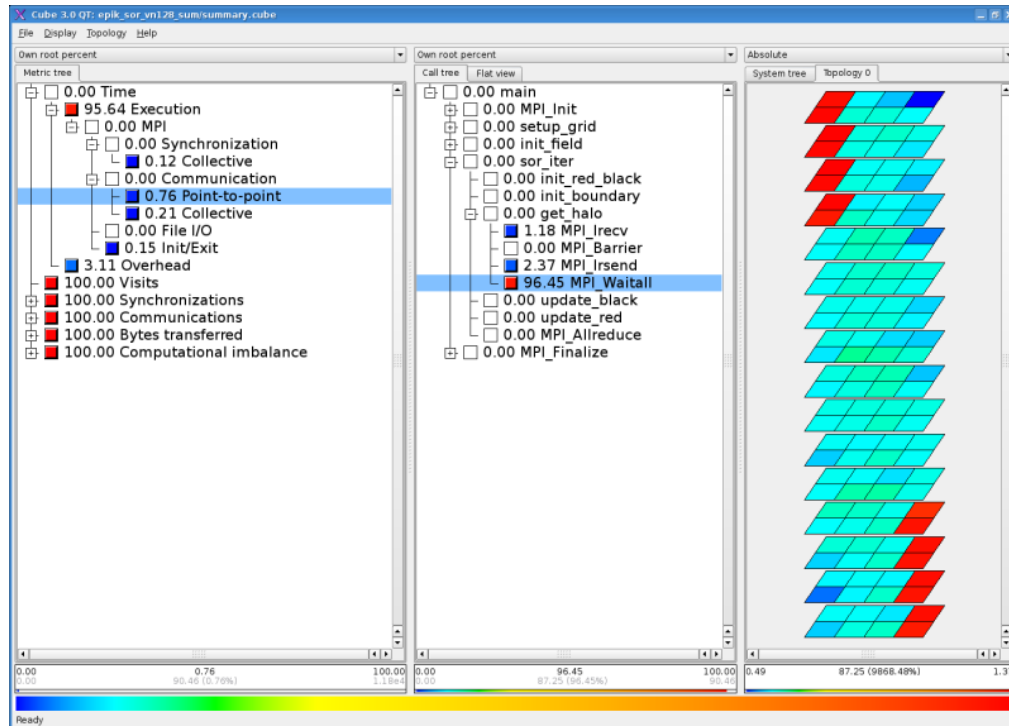 Cube 3.0 QT: epik_sor_vn128_sum/summary.cube
File Display Topology Help
Own root percent
Metric tree
0.00 Time
95.64 Execution
0.00 MPI
0.00 Synchronization
0.12 Collective
0.00 Communication
0.76 Point-to-point
0.21 Collective
0.00 File I/O
0.15 Init/Exit
3.11 Overhead
100.00 Visits
100.00 Synchronizations
100.00 Communications
100.00 Bytes transferred
100.00 Computational imbalance
0.00 0.76 100.00
0.00 90.46 (0.76%) 1.18e4
Own root percent
Call tree Flat view
0.00 main
0.00 MPI_Init
0.00 setup_grid
0.00 init_field
0.00 sor_iter
0.00 init_red_black
0.00 init_boundary
0.00 get_halo
1.18 MPI_Irecv
0.00 MPI_Barrier
2.37 MPI_Irsend
96.45 MPI_Waitall
0.00 update_black
0.00 update_red
0.00 MPI_Allreduce
0.00 MPI_Finalize
0.00 96.45 100.00
0.00 87.25 (96.45%) 90.46
Absolute
System tree Topology 0
0.49 87.25 (9868.48%) 1.37
Ready